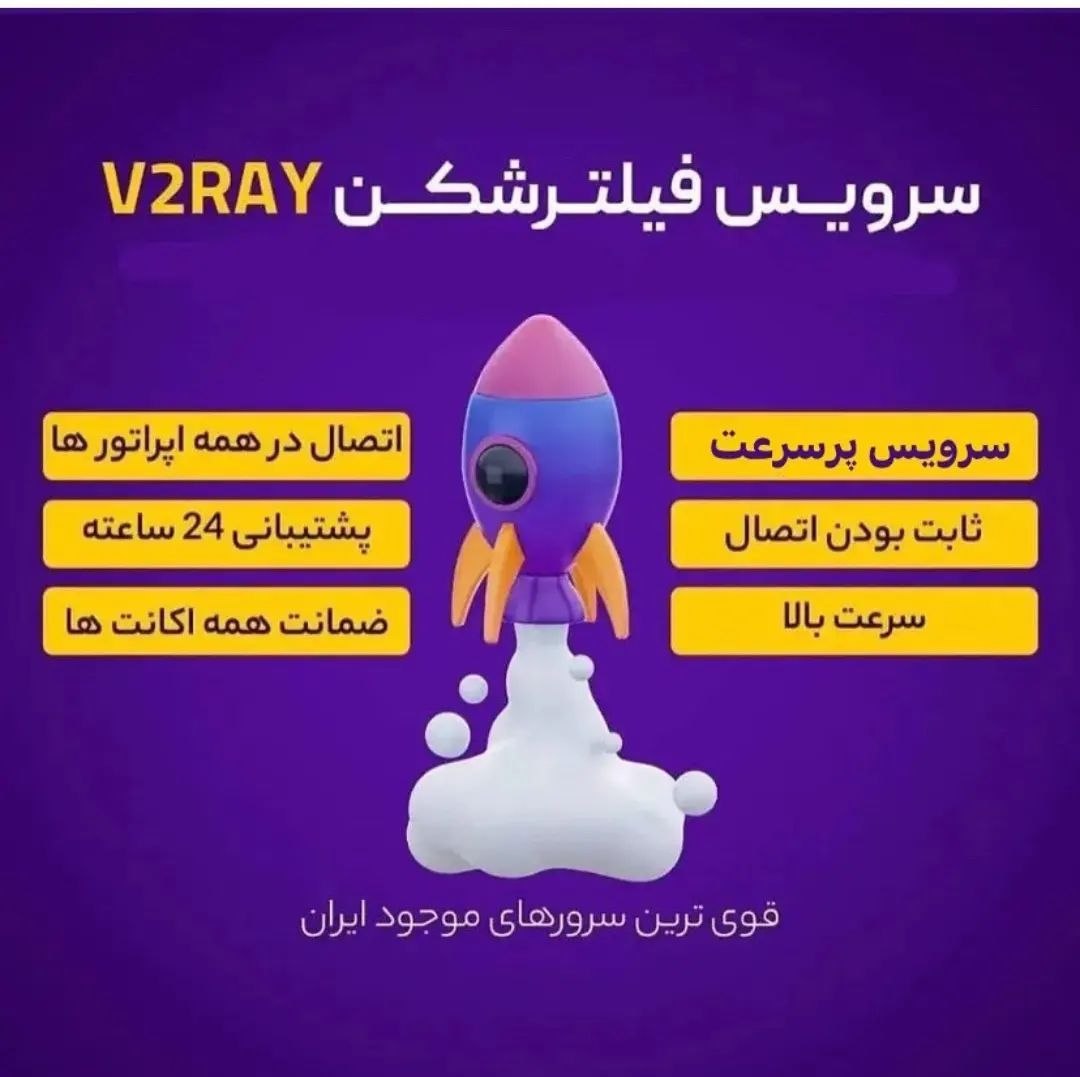 سرویس فیلترشکن V2RAY
سرویس پرسرعت
اتصال در همه اپراتور ها
ثابت بودن اتصال
پشتیبانی 24 ساعته
سرعت بالا
ضمانت همه اکانت ها
قوی ترین سرورهای موجود ایران